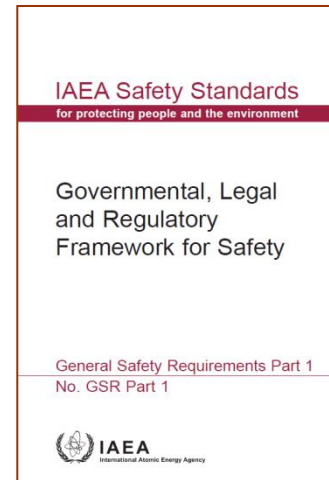 IAEA Safety Standards
for protecting people and the environment
Governmental, Legal
and Regulatory
Framework for Safety
General Safety Requirements Part 1
No. GSR Part 1
IAEA
International Atomic Energy Agency